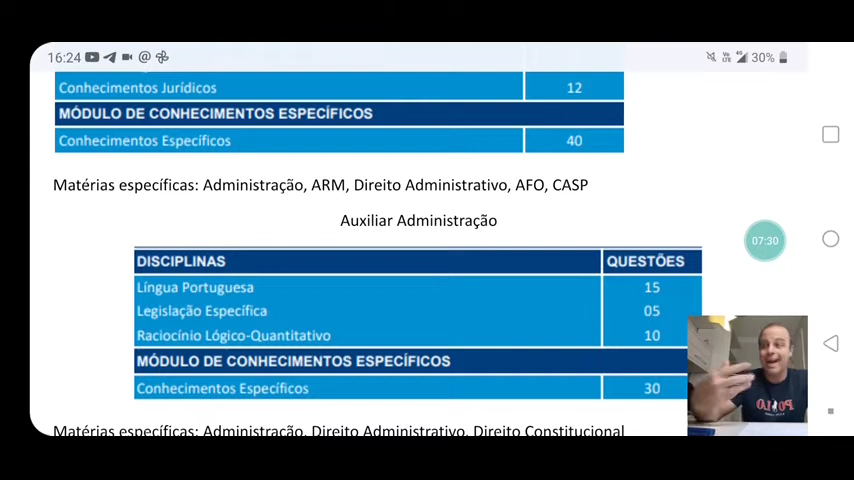 16:24 30%
Conhecimentos Jurídicos 12
MÓDULO DE CONHECIMENTOS ESPECÍFICOS
Conhecimentos Específicos 40
Matérias específicas: Administração, ARM, Direito Administrativo, AFO, CASP
Auxiliar Administração
07:30
DISCIPLINAS QUESTÕES
Língua Portuguesa 15
Legislação Específica 05
Raciocínio Lógico-Quantitativo 10
MÓDULO DE CONHECIMENTOS ESPECÍFICOS
Conhecimentos Específicos 30
POLO
Matérias específicas: Administração, Direito Administrativo, Direito Constitucional